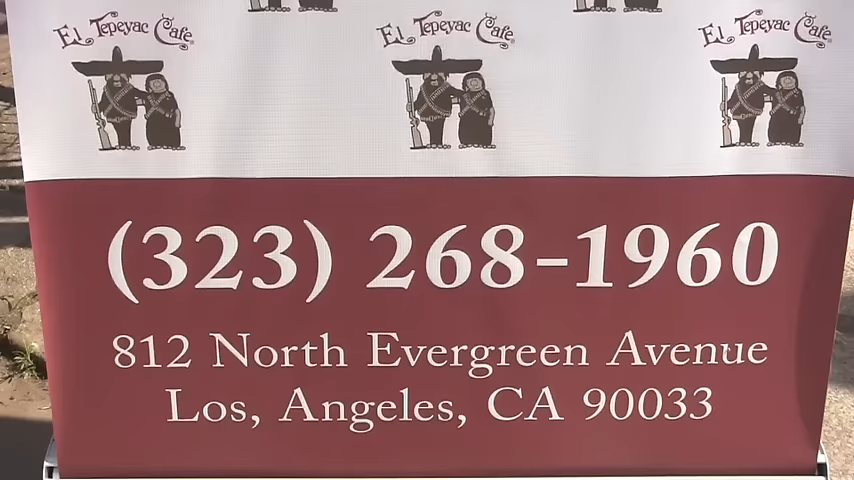 El Tepeyac Cafe El Tepeyac Cafe El Tepeyac Cafe
(323) 268-1960
812 North Evergreen Avenue
Los, Angeles, CA 90033